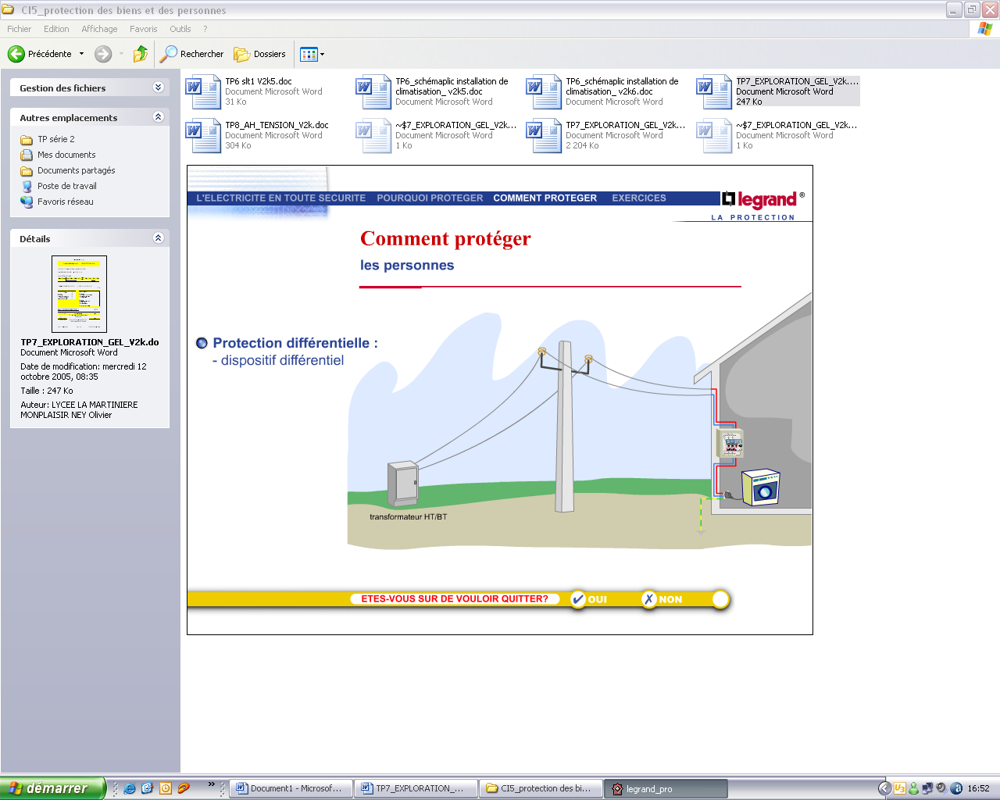 CI5_protection des biens et des personnes
Fichier Edition Affichage Favoris Outils ?
Précédente Rechercher Dossiers
Gestion des fichiers
Autres emplacements
TP série 2
Mes documents
Documents partagés
Poste de travail
Favoris réseau
Détails
TP7_EXPLORATION_GEL_V2k.do
Document Microsoft Word
Date de modification: mercredi 12
octobre 2005, 08:35
Taille : 247 Ko
Auteur: LYCEE LA MARTINIERE
MONPLAISIR NEY Olivier
TP6 slt1 V2k5.doc
Document Microsoft Word
31 Ko
TP6_schémaplic installation de
climatisation_ v2k5.doc
Document Microsoft Word
TP6_schémaplic installation de
climatisation_ v2k6.doc
Document Microsoft Word
TP7_EXPLORATION_GEL_V2k....
Document Microsoft Word
247 Ko
TP8_AH_TENSION_V2k.doc
Document Microsoft Word
304 Ko
~$7_EXPLORATION_GEL_V2k...
Document Microsoft Word
1 Ko
TP7_EXPLORATION_GEL_V2k...
Document Microsoft Word
2 204 Ko
~$7_EXPLORATION_GEL_V2k...
Document Microsoft Word
1 Ko
L'ELECTRICITE EN TOUTE SECURITE POURQUOI PROTEGER COMMENT PROTEGER EXERCICES
legrand ®
LA PROTECTION
Comment protéger
les personnes
Protection différentielle :
- dispositif différentiel
transformateur HT/BT
ETES-VOUS SUR DE VOULOIR QUITTER? OUI NON
démarrer » Document1 - Microsof... TP7_EXPLORATION_... CI5_protection des bi... legrand_pro U3 16:52